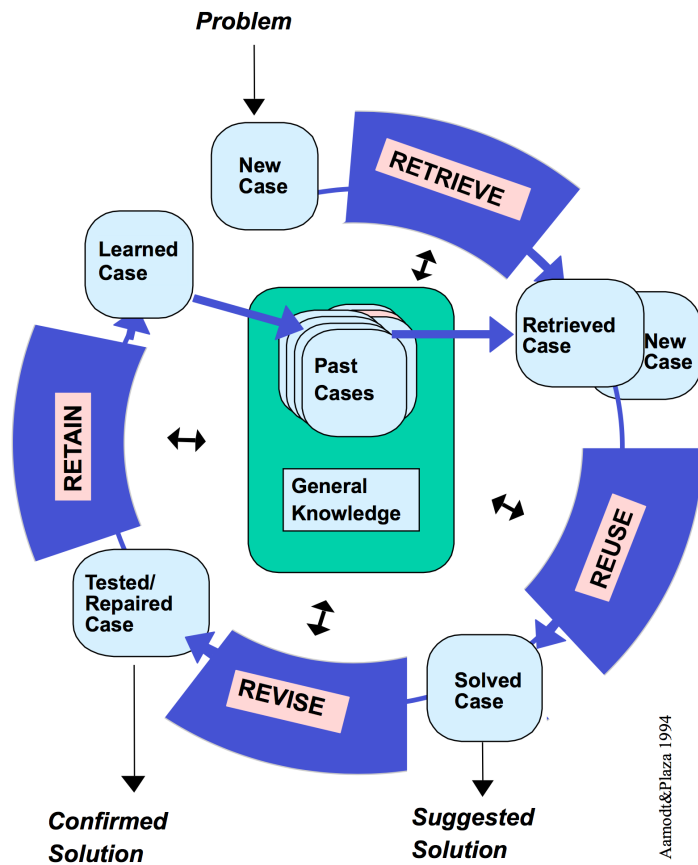 Problem
New
Case
RETRIEVE
Learned
Case
Retrieved
Case
New
Case
Past
Cases
RETAIN
General
Knowledge
REUSE
Tested/
Repaired
Case
REVISE
Solved
Case
Confirmed
Solution
Suggested
Solution
Aamodt&Plaza 1994